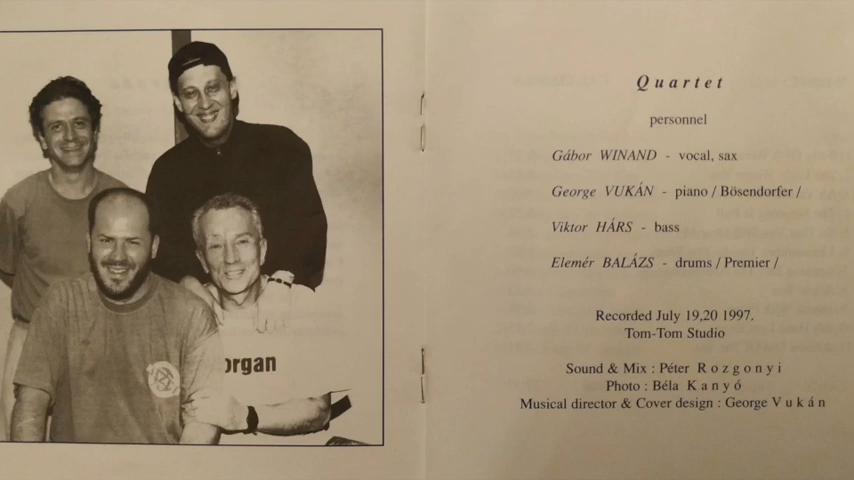 organ
Quartet
personnel
Gábor WINAND - vocal, sax
George VUKÁN - piano / Bösendorfer /
Viktor HÁRS - bass
Elemér BALÁZS - drums / Premier /
Recorded July 19,20 1997.
Tom-Tom Studio
Sound & Mix : Péter Rozgonyi
Photo : Béla Kanyó
Musical director & Cover design : George Vukán